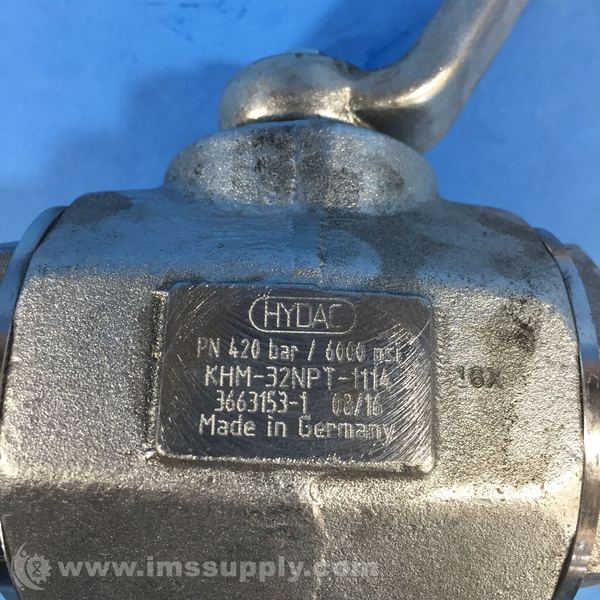 HYDAC
PN 420 bar / 6000 psi
KHM-32NPT-1114
3663153-1 08/16
Made in Germany
16X
www.imssupply.com